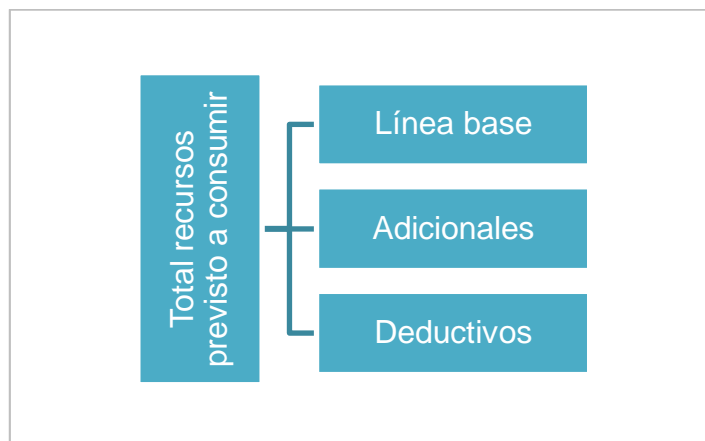 Total recursos
previsto a consumir
Línea base
Adicionales
Deductivos